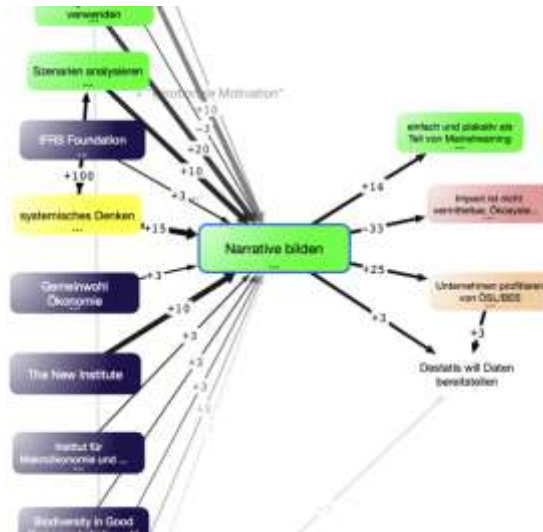 verwenden
...
Szenarien analysieren
...
Motivation"
+10
-3
+20
+10
IFRS Foundation
...
+100
+3
einfach und plakativ als
Teil von Mainstreaming
...
+14
systemisches Denken
...
+15
Impact ist nicht
vermittelbar, Ökosyste...
-33
Narrative bilden
...
+25
Gemeinwohl
Ökonomie
+3
Unternehmen profitieren
von ÖSL/BES
+10
+3
+3
The New Institute
...
+3
+3
+3
Destatis will Daten
bereitstellen
Institut für
Makroökonomie und ...
...
Biodiversity in Good